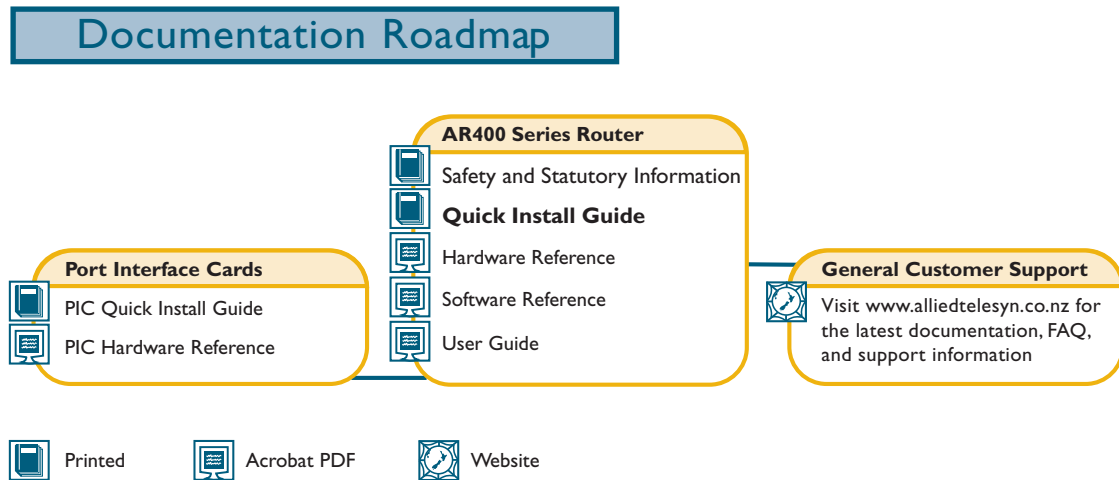 Documentation Roadmap
AR400 Series Router
Safety and Statutory Information
Quick Install Guide
Hardware Reference
Software Reference
User Guide
Port Interface Cards
PIC Quick Install Guide
PIC Hardware Reference
General Customer Support
Visit www.alliedtelesyn.co.nz for
the latest documentation, FAQ,
and support information
Printed
Acrobat PDF
Website